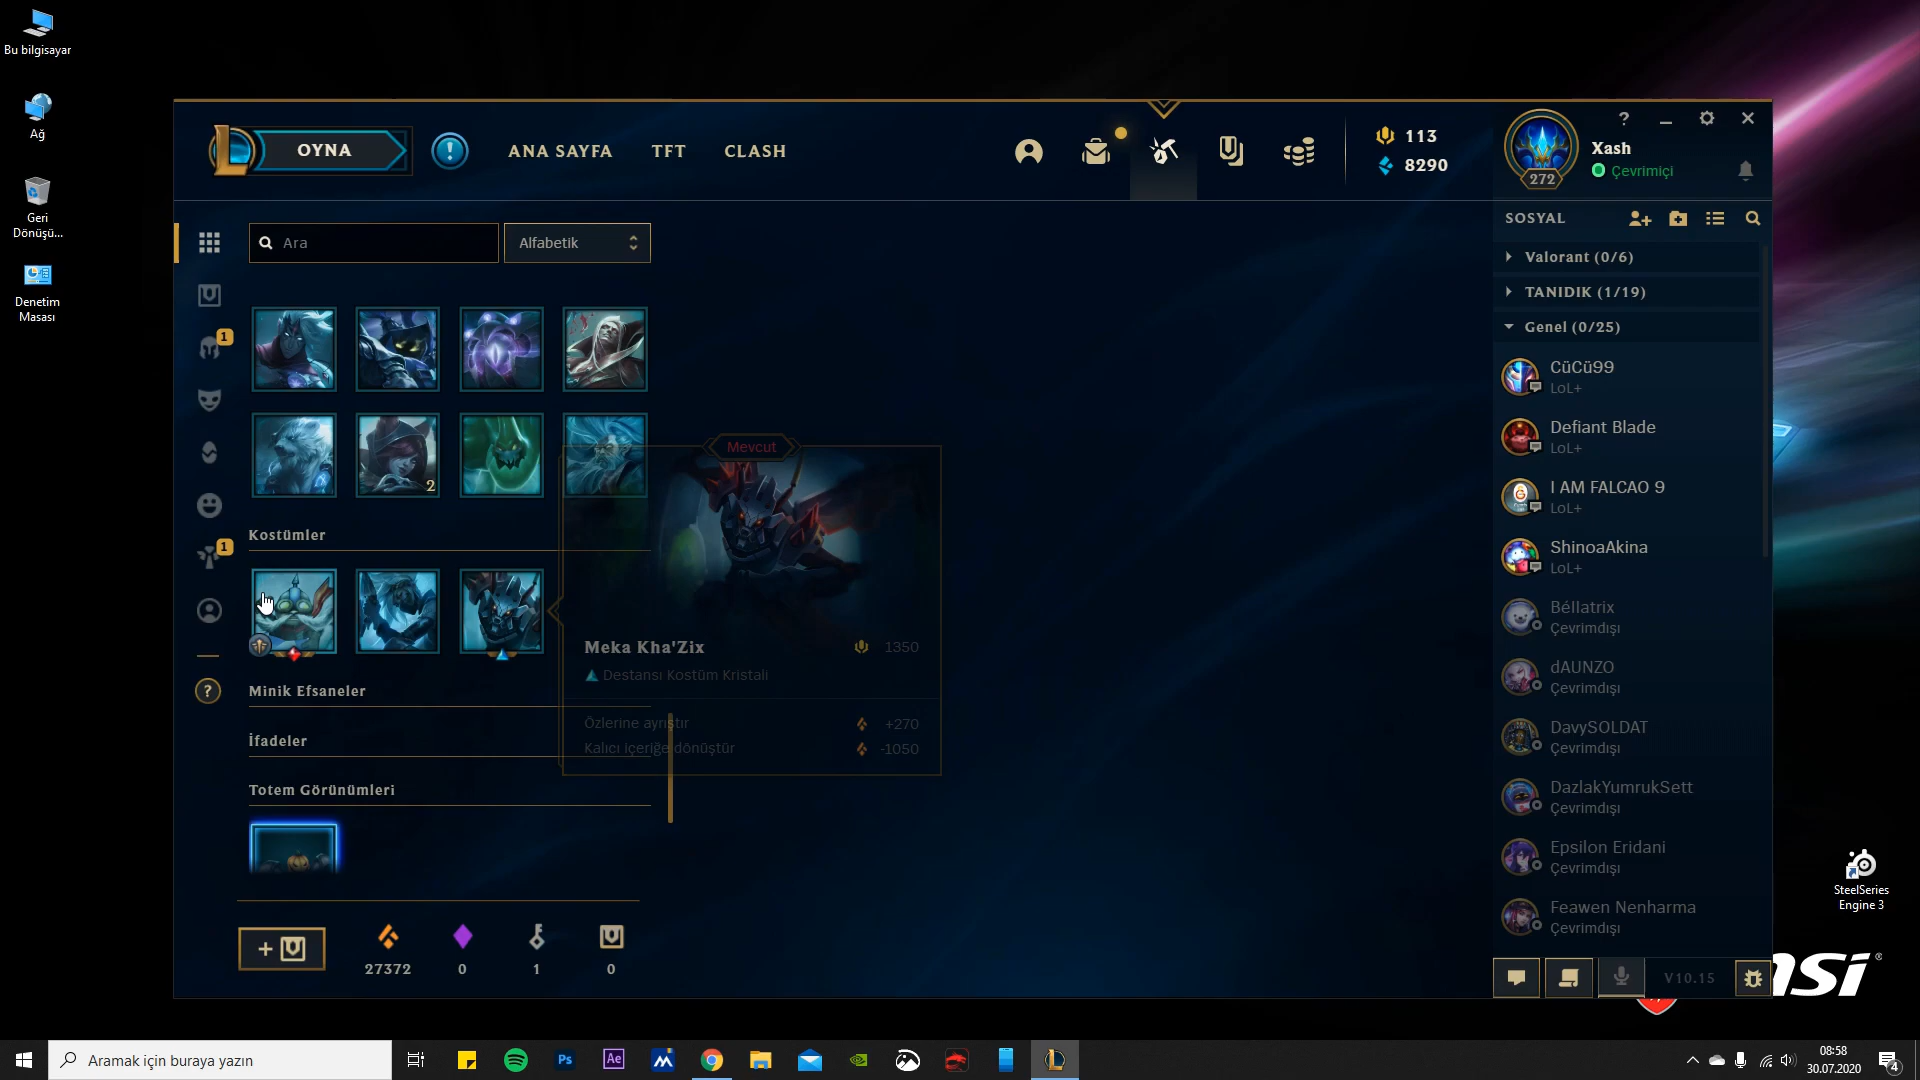 Bu bilgisayar
Ağ
Geri
Dönüşü...
Denetim
Masası
OYNA
ANA SAYFA
TFT
CLASH
113
8290
272
Xash
Çevrimiçi
?
Ara
Alfabetik
1
2
Kostümler
1
Mevcut
Meka Kha'Zix
1350
Destansı Kostüm Kristali
Özlerine ayrıştır
+270
Kalıcı içeriğe dönüştür
-1050
?
Minik Efsaneler
İfadeler
Totem Görünümleri
+
27372
0
1
0
SOSYAL
Valorant (0/6)
TANIDIK (1/19)
Genel (0/25)
CüCü99
LoL+
Defiant Blade
LoL+
I AM FALCAO 9
LoL+
ShinoaAkina
LoL+
Béllatrix
Çevrimdışı
dAUNZO
Çevrimdışı
DavySOLDAT
Çevrimdışı
DazlakYumrukSett
Çevrimdışı
Epsilon Eridani
Çevrimdışı
Feawen Nenharma
Çevrimdışı
V10.15
SteelSeries
Engine 3
msi
Aramak için buraya yazın
Ps
Ae
08:58
30.07.2020
4